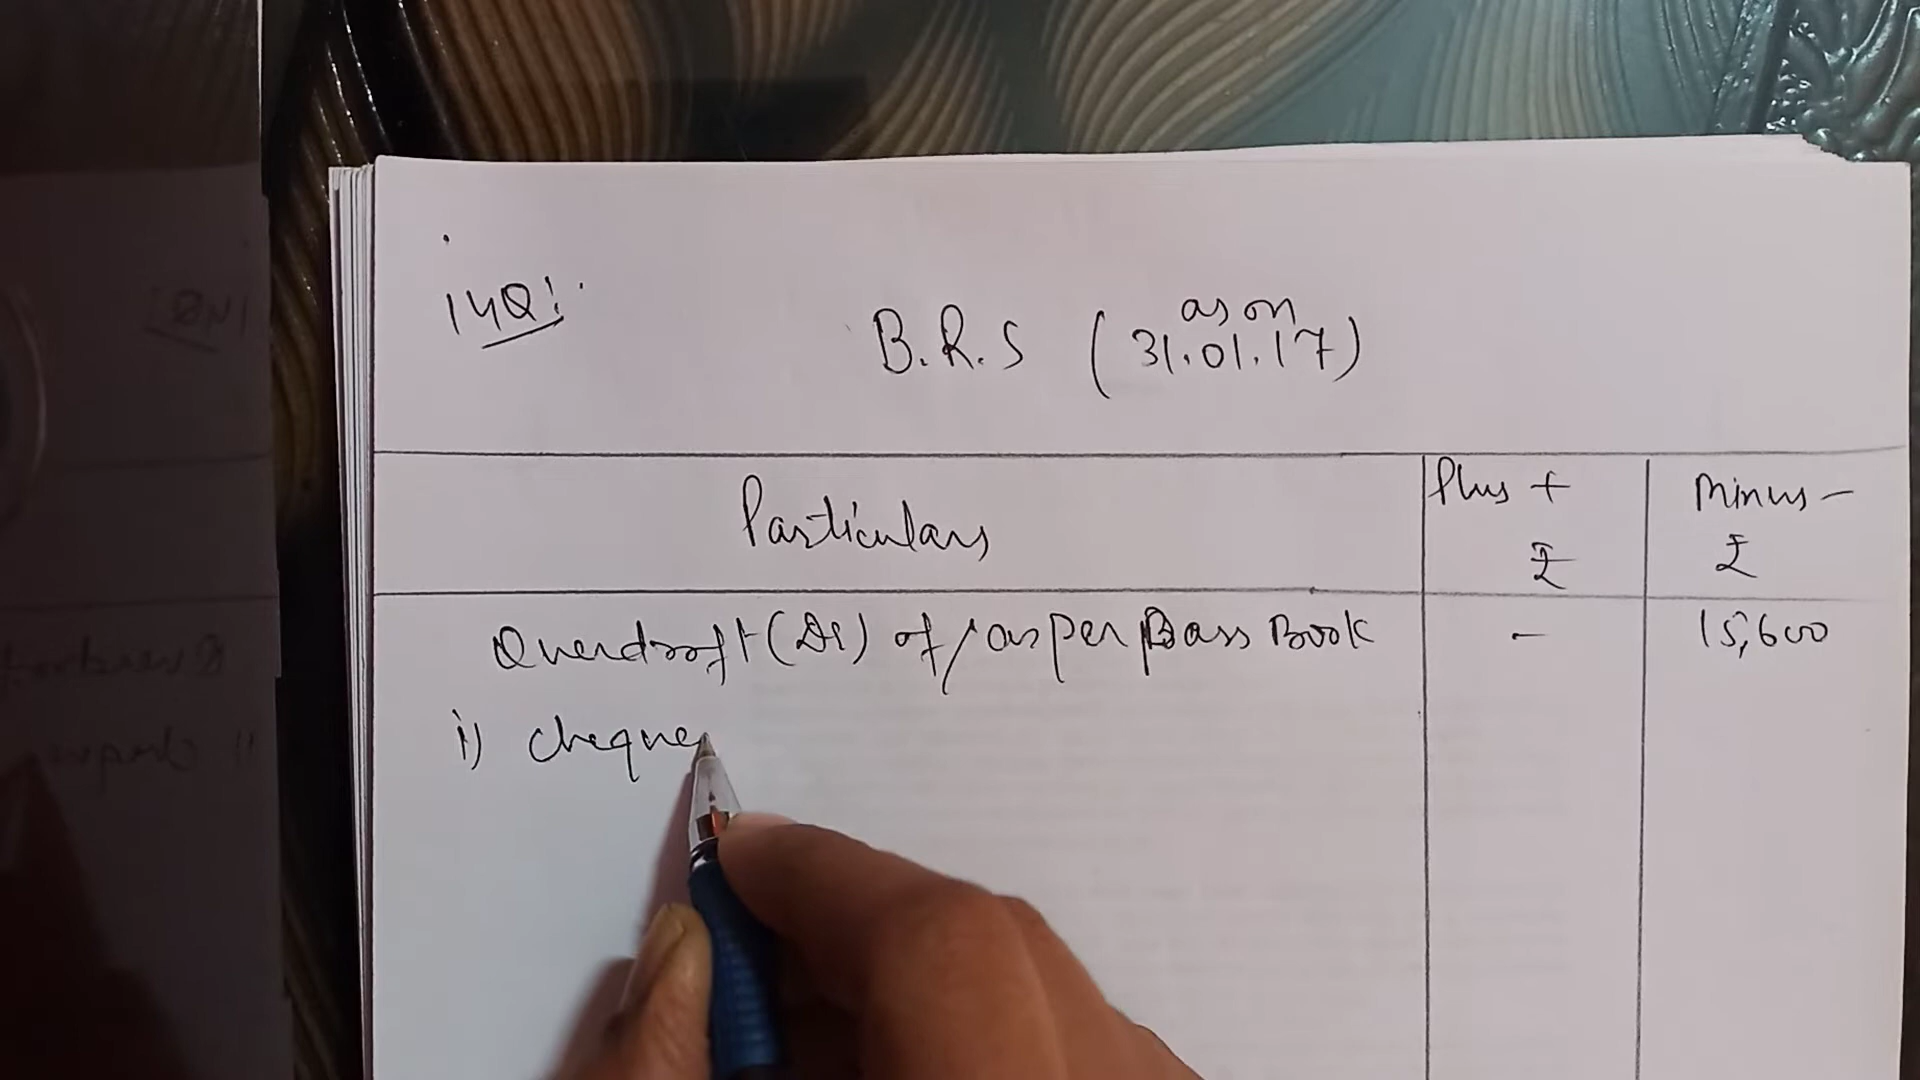 14Q:
B.R.S (as on 31.01.17)
Particulars
Plus +
₹
Minus -
₹
Overdraft (Dr) of/as per Pass Book - 15,600
i) cheque